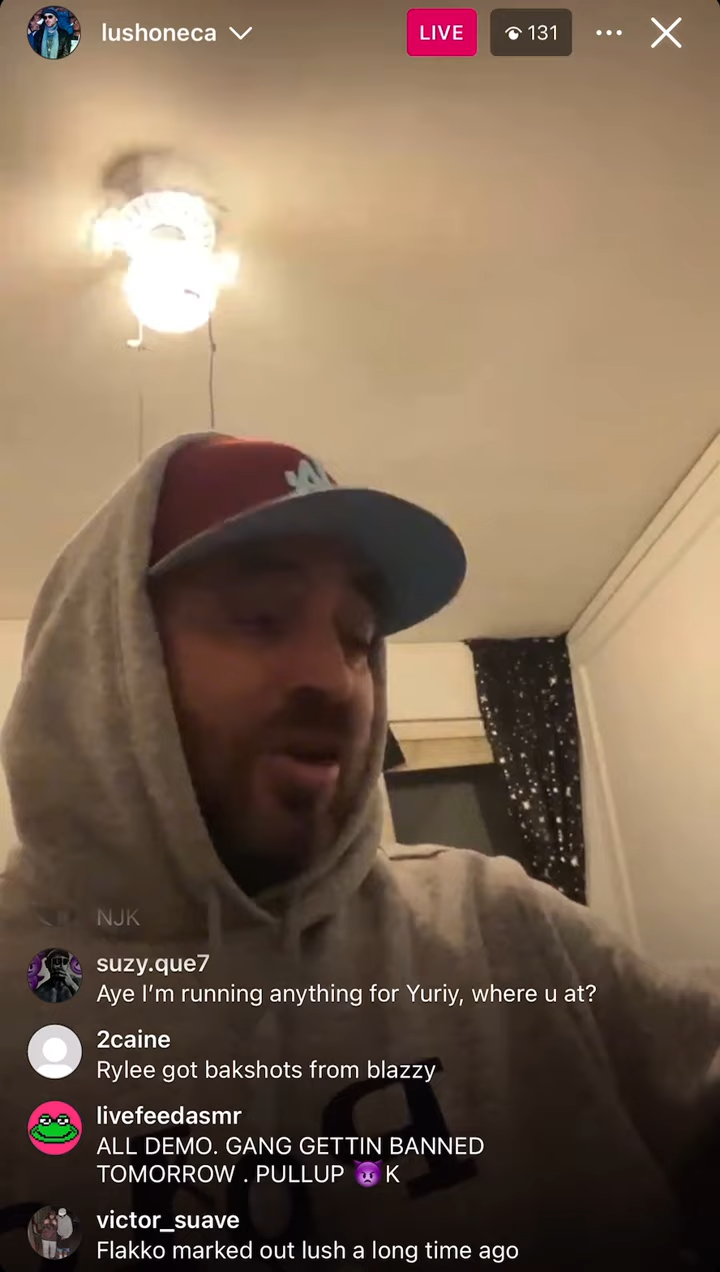 lushoneca
LIVE
131
NJK
suzy.que7
Aye I'm running anything for Yuriy, where u at?
2caine
Rylee got bakshots from blazzy
livefeedasmr
ALL DEMO. GANG GETTIN BANNED
TOMORROW . PULLUP 👿K
victor_suave
Flakko marked out lush a long time ago